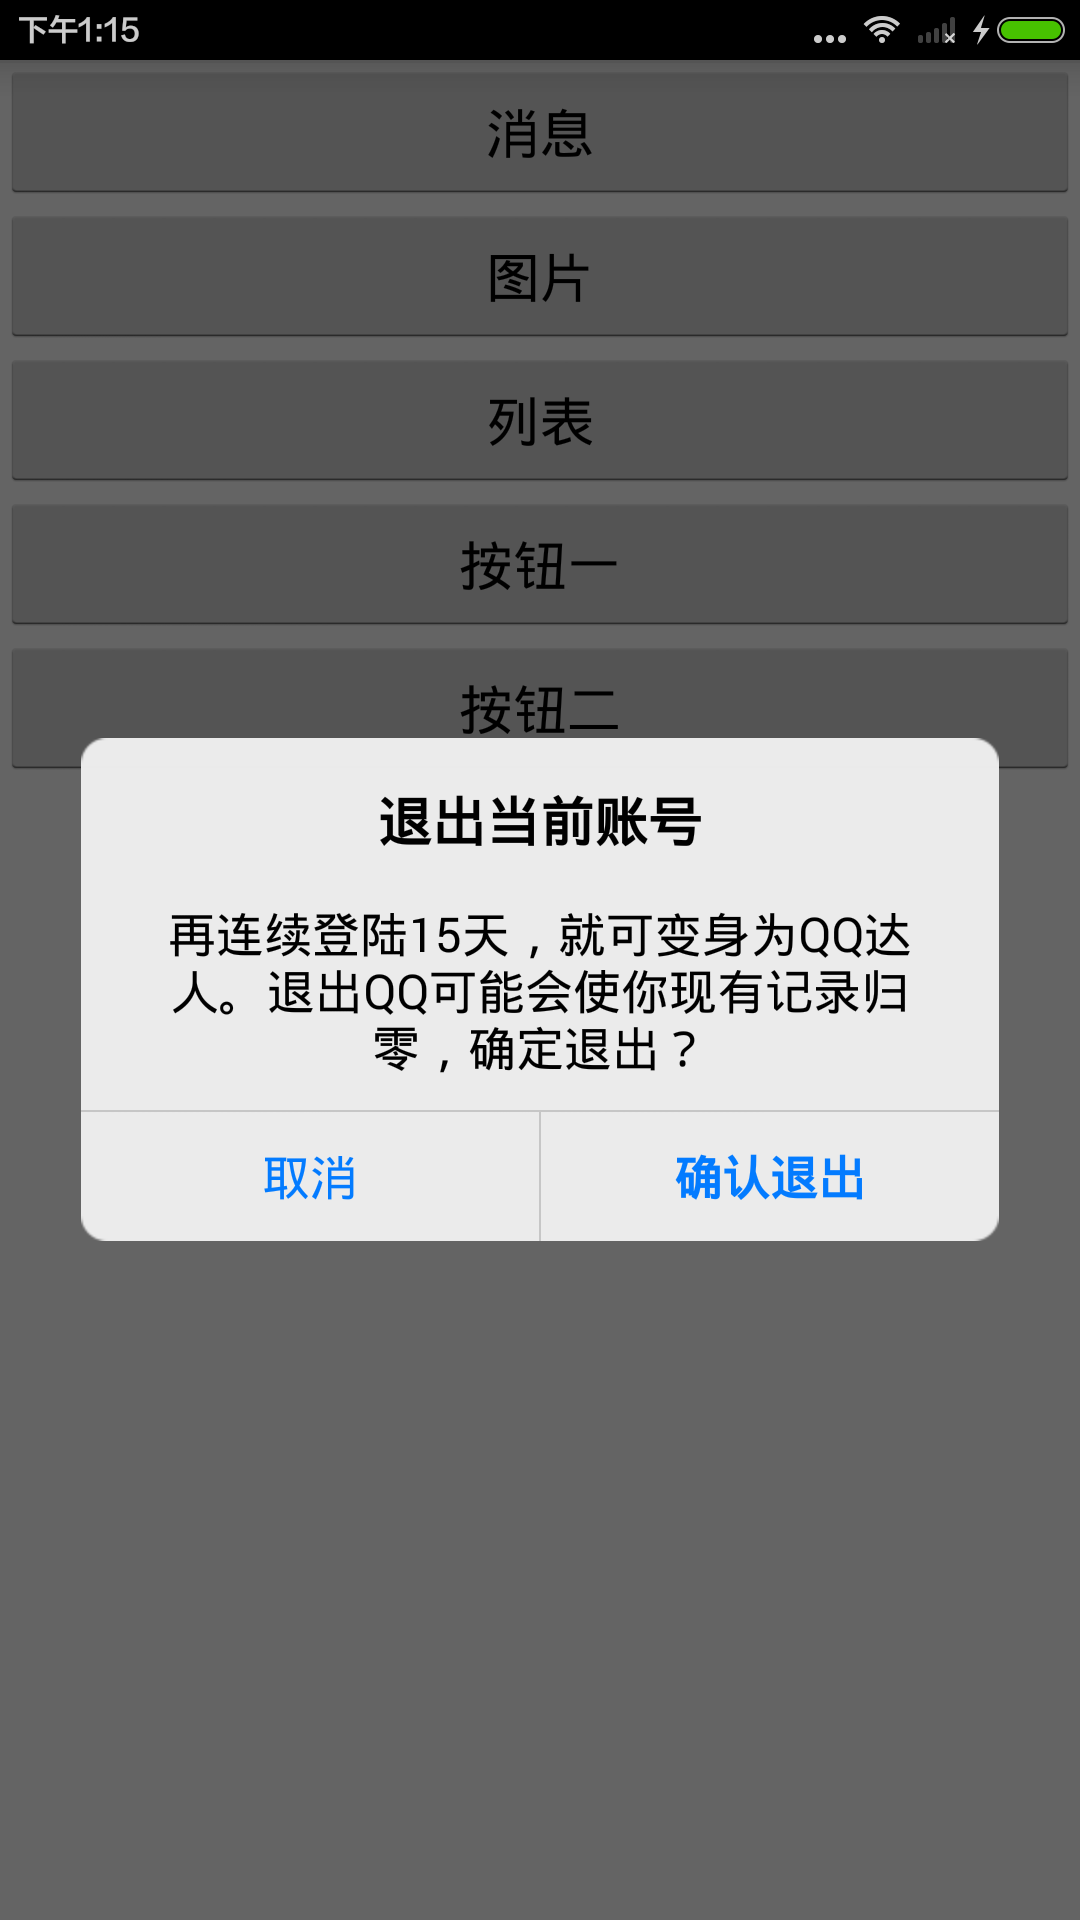 下午1:15
消息
图片
列表
按钮一
按钮二
退出当前账号
再连续登陆15天，就可变身为QQ达
人。退出QQ可能会使你现有记录归
零，确定退出？
取消
确认退出